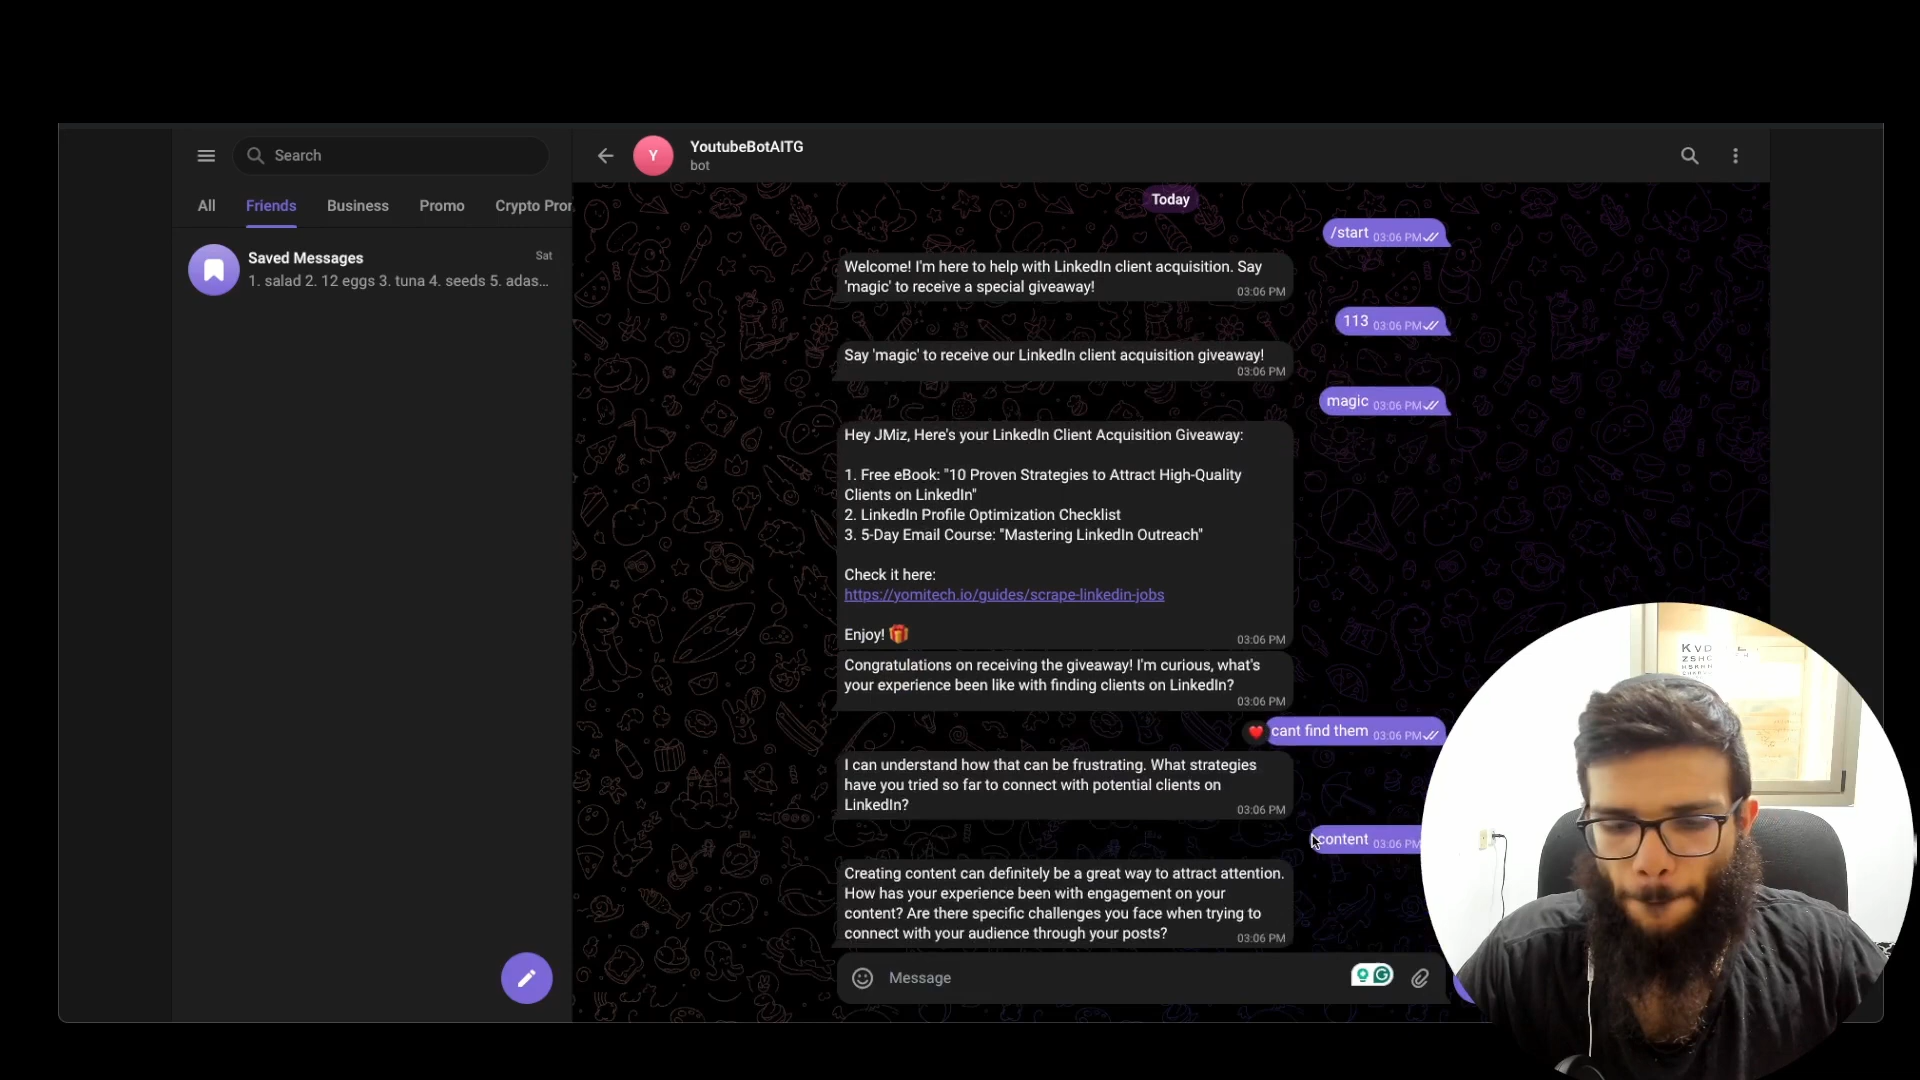 Search
All Friends Business Promo Crypto Pror
Saved Messages
Sat
1. salad 2. 12 eggs 3. tuna 4. seeds 5. adas...
Y
YoutubeBotAITG
bot
Today
/start 03:06 PM
Welcome! I'm here to help with LinkedIn client acquisition. Say
'magic' to receive a special giveaway!
03:06 PM
113 03:06 PM
Say 'magic' to receive our LinkedIn client acquisition giveaway!
03:06 PM
magic 03:06 PM
Hey JMiz, Here's your LinkedIn Client Acquisition Giveaway:
1. Free eBook: "10 Proven Strategies to Attract High-Quality
Clients on LinkedIn"
2. LinkedIn Profile Optimization Checklist
3. 5-Day Email Course: "Mastering LinkedIn Outreach"
Check it here:
https://yomitech.io/guides/scrape-linkedin-jobs
Enjoy! 🎁
03:06 PM
Congratulations on receiving the giveaway! I'm curious, what's
your experience been like with finding clients on LinkedIn?
03:06 PM
cant find them 03:06 PM
I can understand how that can be frustrating. What strategies
have you tried so far to connect with potential clients on
LinkedIn?
03:06 PM
content 03:06 PM
Creating content can definitely be a great way to attract attention.
How has your experience been with engagement on your
content? Are there specific challenges you face when trying to
connect with your audience through your posts?
03:06 PM
Message